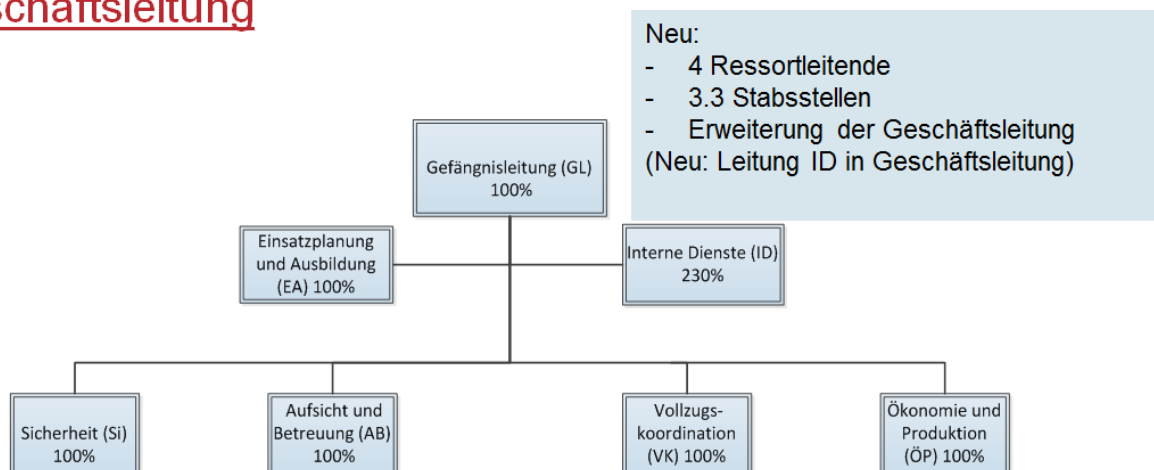 schäftsleitung
Neu:
- 4 Ressortleitende
- 3.3 Stabsstellen
- Erweiterung der Geschäftsleitung
(Neu: Leitung ID in Geschäftsleitung)
Gefängnisleitung (GL)
100%
Einsatzplanung
und Ausbildung
(EA) 100%
Interne Dienste (ID)
230%
Sicherheit (Si)
100%
Aufsicht und
Betreuung (AB)
100%
Vollzugs-
koordination
(VK) 100%
Ökonomie und
Produktion
(ÖP) 100%